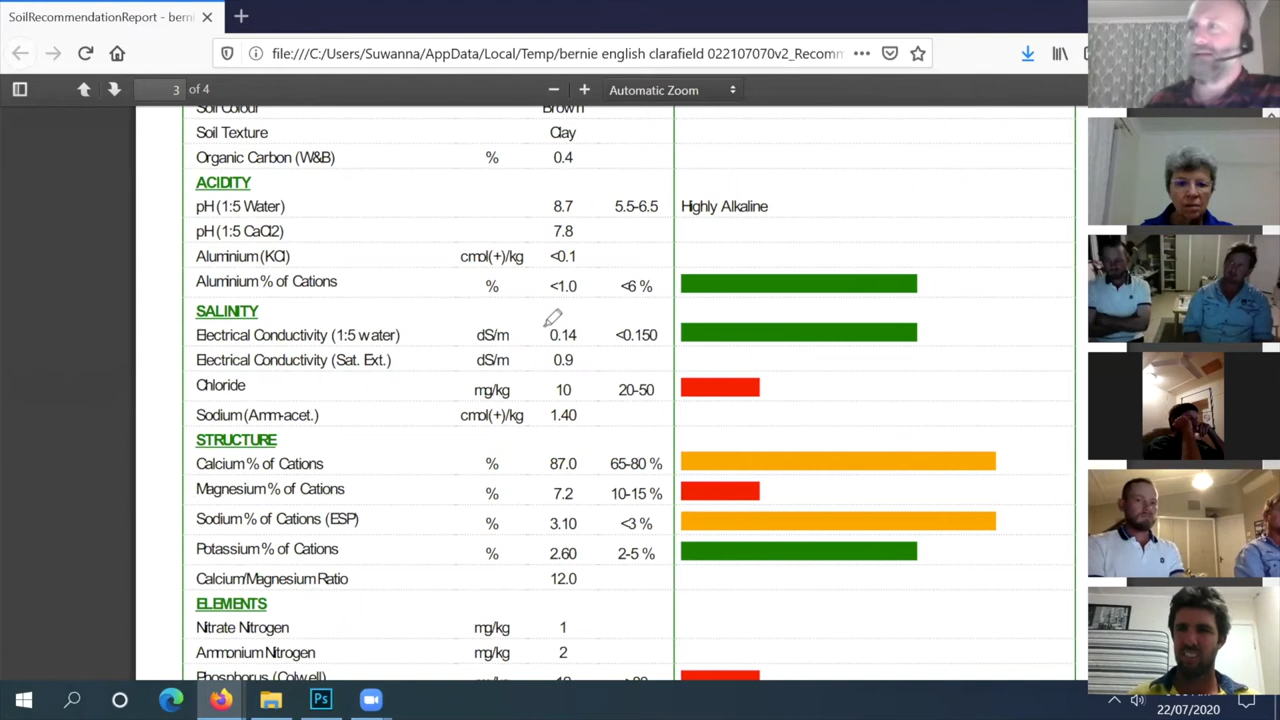 SoilRecommendationReport - berni
file:///C:/Users/Suwanna/AppData/Local/Temp/bernie english clarafield 022107070v2_Recomm
3 of 4 Automatic Zoom
Soil Colour Brown
Soil Texture Clay
Organic Carbon (W&B) % 0.4
ACIDITY
pH (1:5 Water) 8.7 5.5-6.5 Highly Alkaline
pH (1:5 CaCl2) 7.8
Aluminium (KCl) cmol(+)/kg <0.1
Aluminium % of Cations % <1.0 <6 %
SALINITY
Electrical Conductivity (1:5 water) dS/m 0.14 <0.150
Electrical Conductivity (Sat. Ext.) dS/m 0.9
Chloride mg/kg 10 20-50
Sodium (Amm-acet.) cmol(+)/kg 1.40
STRUCTURE
Calcium % of Cations % 87.0 65-80 %
Magnesium % of Cations % 7.2 10-15 %
Sodium % of Cations (ESP) % 3.10 <3 %
Potassium % of Cations % 2.60 2-5 %
Calcium/Magnesium Ratio 12.0
ELEMENTS
Nitrate Nitrogen mg/kg 1
Ammonium Nitrogen mg/kg 2
Phosphorus (Colwell)
Ps
22/07/2020